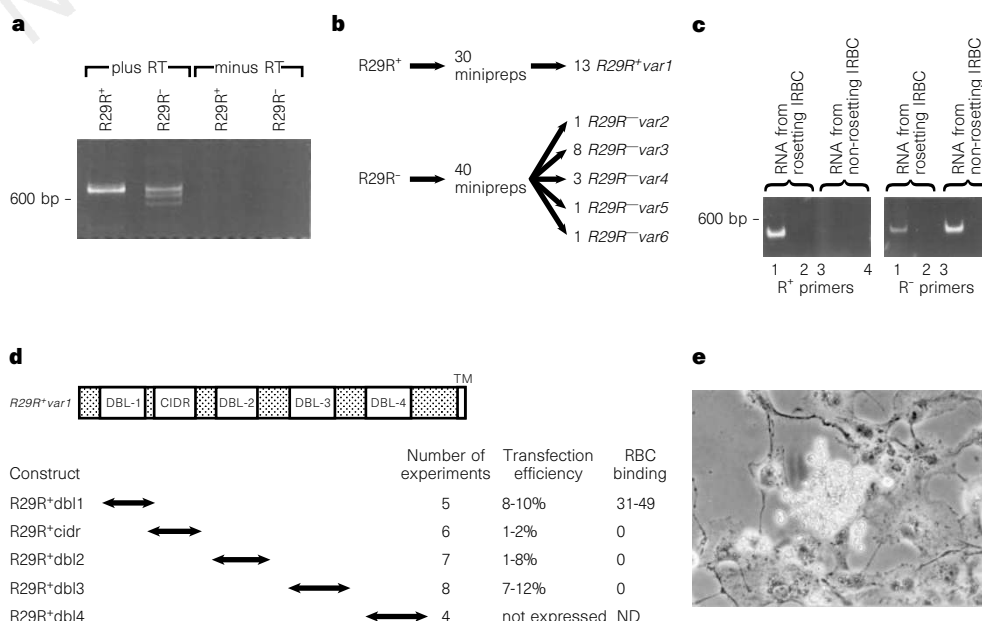 a
plus RT
minus RT
R29R⁺
R29R⁻
R29R⁺
R29R⁻
600 bp -
b
R29R⁺
30
minipreps
13 R29R⁺var1
R29R⁻
40
minipreps
1 R29R⁻var2
8 R29R⁻var3
3 R29R⁻var4
1 R29R⁻var5
1 R29R⁻var6
c
RNA from
rosetting IRBC
RNA from
non-rosetting IRBC
RNA from
rosetting IRBC
RNA from
non-rosetting IRBC
600 bp -
1 2 3 4
R⁺ primers
1 2 3
R⁻ primers
d
TM
R29R⁺var1
DBL-1
CIDR
DBL-2
DBL-3
DBL-4
Construct
Number of
experiments
Transfection
efficiency
RBC
binding
R29R⁺dbl1 5 8-10% 31-49
R29R⁺cidr 6 1-2% 0
R29R⁺dbl2 7 1-8% 0
R29R⁺dbl3 8 7-12% 0
R29R⁺dbl4 4 not expressed ND
e